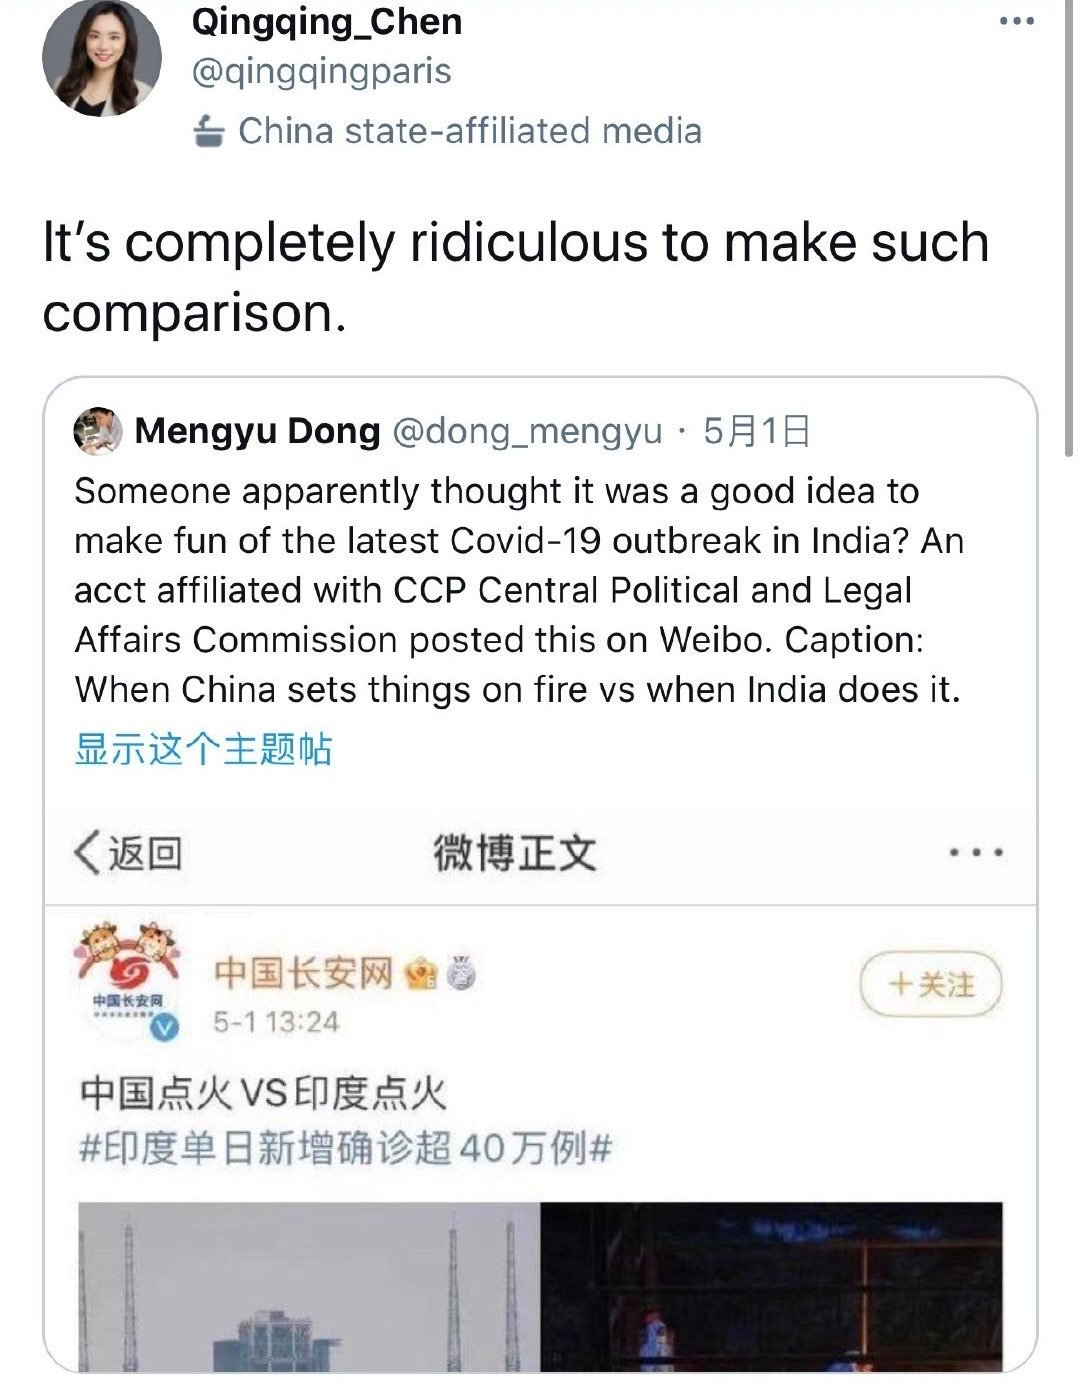 Qingqing_Chen
@qingqingparis
China state-affiliated media
It's completely ridiculous to make such
comparison.
Mengyu Dong @dong_mengyu · 5月1日
Someone apparently thought it was a good idea to
make fun of the latest Covid-19 outbreak in India? An
acct affiliated with CCP Central Political and Legal
Affairs Commission posted this on Weibo. Caption:
When China sets things on fire vs when India does it.
显示这个主题帖
返回 微博正文
中国长安网
中国长安网
+关注
5-1 13:24
中国点火VS印度点火
#印度单日新增确诊超40万例#